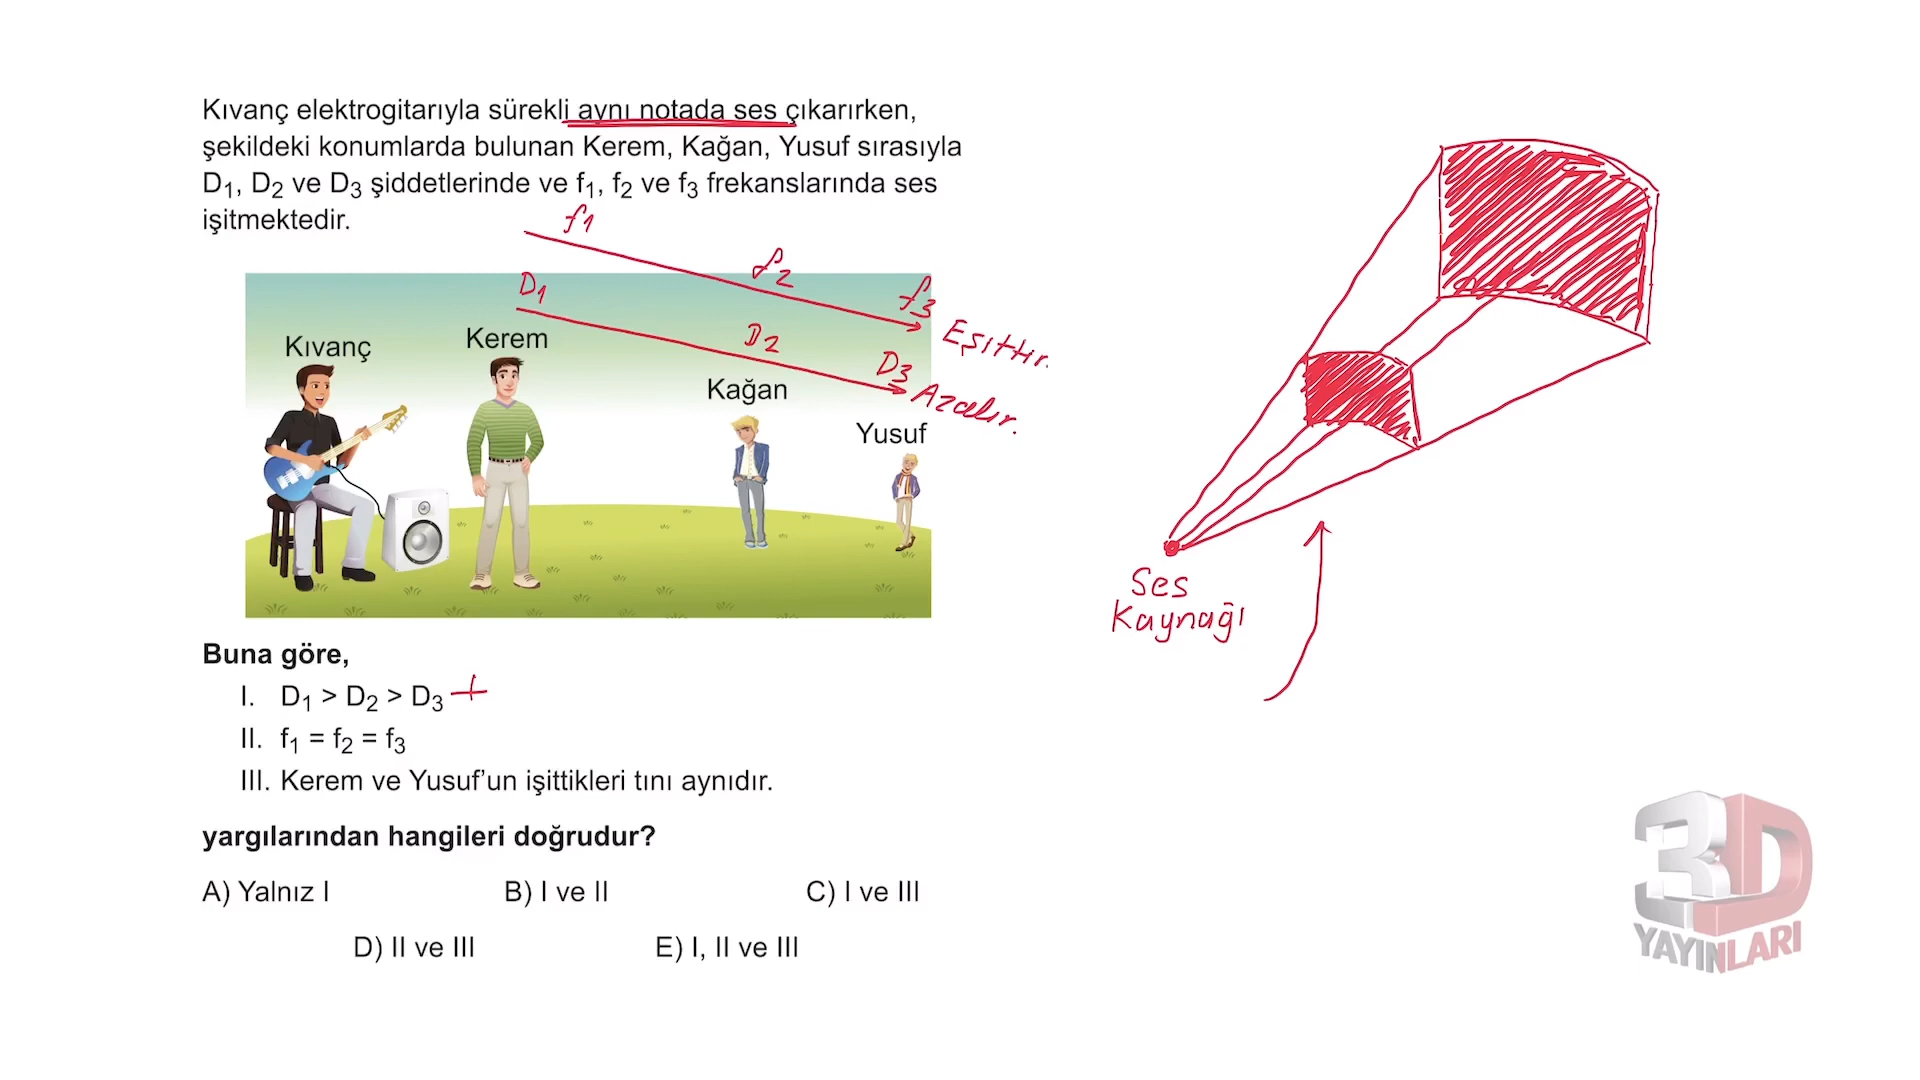 Kıvanç elektrogitarıyla sürekli aynı notada ses çıkarırken,
şekildeki konumlarda bulunan Kerem, Kağan, Yusuf sırasıyla
D₁, D₂ ve D₃ şiddetlerinde ve f₁, f₂ ve f₃ frekanslarında ses
işitmektedir.
f1
f2
f3
Eşittir.
D1
D2
D3
Azalır.
Kıvanç
Kerem
Kağan
Yusuf
Ses
Kaynağı
Buna göre,
I. D₁ > D₂ > D₃ +
II. f₁ = f₂ = f₃
III. Kerem ve Yusuf'un işittikleri tını aynıdır.
yargılarından hangileri doğrudur?
A) Yalnız I B) I ve II C) I ve III
D) II ve III E) I, II ve III
3D
YAYINLARI